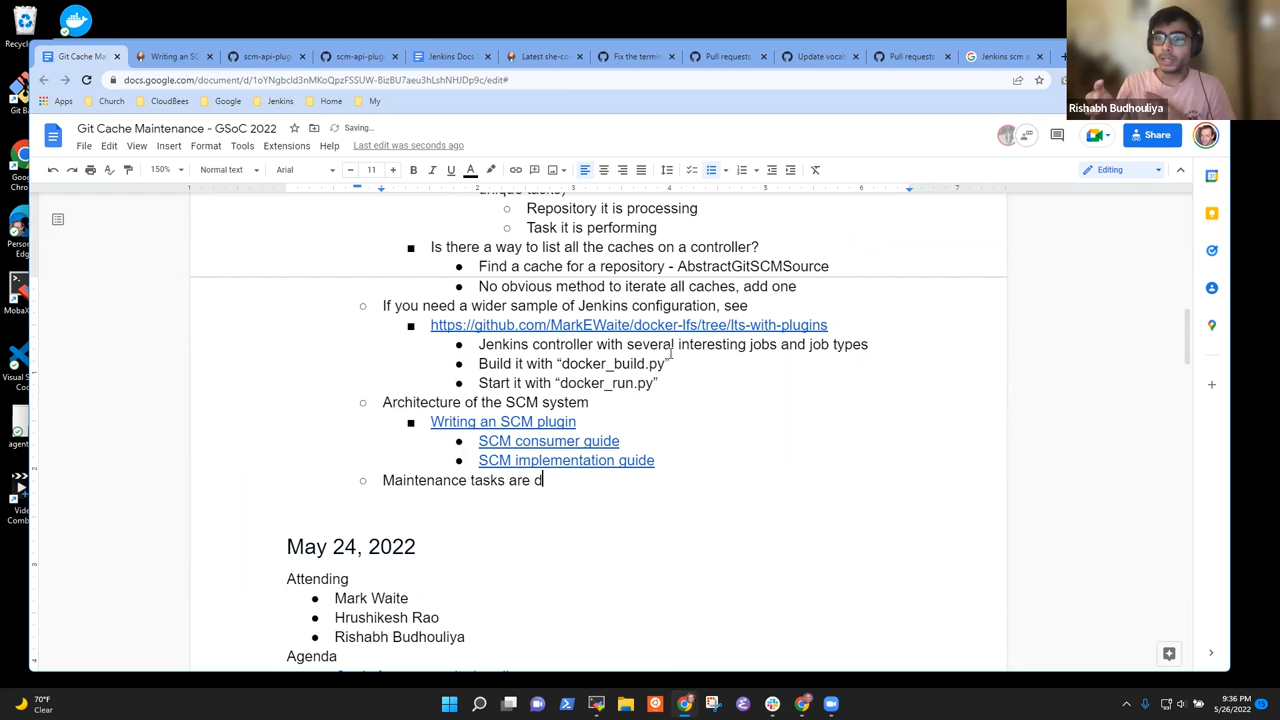 Git Cache Ma
Writing an SC
scm-api-plug
scm-api-plug
Jenkins Docs
Latest she-co
Fix the termin
Pull requests
Update vocab
Pull requests
Jenkins scm a
docs.google.com/document/d/1oYNgbcld3nMKoQpzFSSUW-BizBU7aeu3hLshNHJDp9c/edit#
Rishabh Budhouliya
Apps
Church
CloudBees
Google
Jenkins
Home
My
Git Cache Maintenance - GSoC 2022
Saving...
File Edit View Insert Format Tools Extensions Help
Last edit was seconds ago
Share
150%
Normal text
Arial
11
Editing
unique tasks,
Repository it is processing
Task it is performing
Is there a way to list all the caches on a controller?
Find a cache for a repository - AbstractGitSCMSource
No obvious method to iterate all caches, add one
If you need a wider sample of Jenkins configuration, see
https://github.com/MarkEWaite/docker-lfs/tree/lts-with-plugins
Jenkins controller with several interesting jobs and job types
Build it with “docker_build.py”
Start it with “docker_run.py”
Architecture of the SCM system
Writing an SCM plugin
SCM consumer guide
SCM implementation guide
Maintenance tasks are d
May 24, 2022
Attending
Mark Waite
Hrushikesh Rao
Rishabh Budhouliya
Agenda
70°F
Clear
9:36 PM
5/26/2022